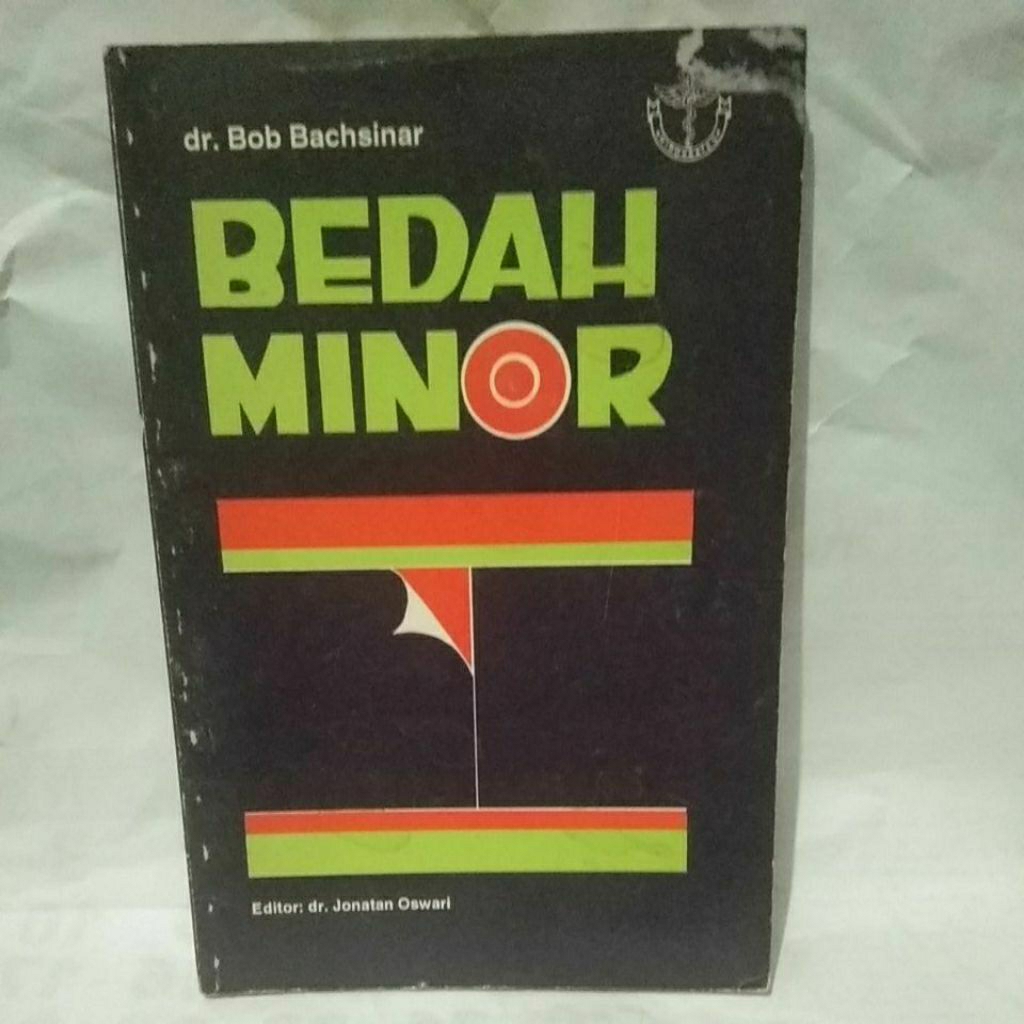 dr. Bob Bachsinar
BEDAH
MINOR
Editor: dr. Jonatan Oswari